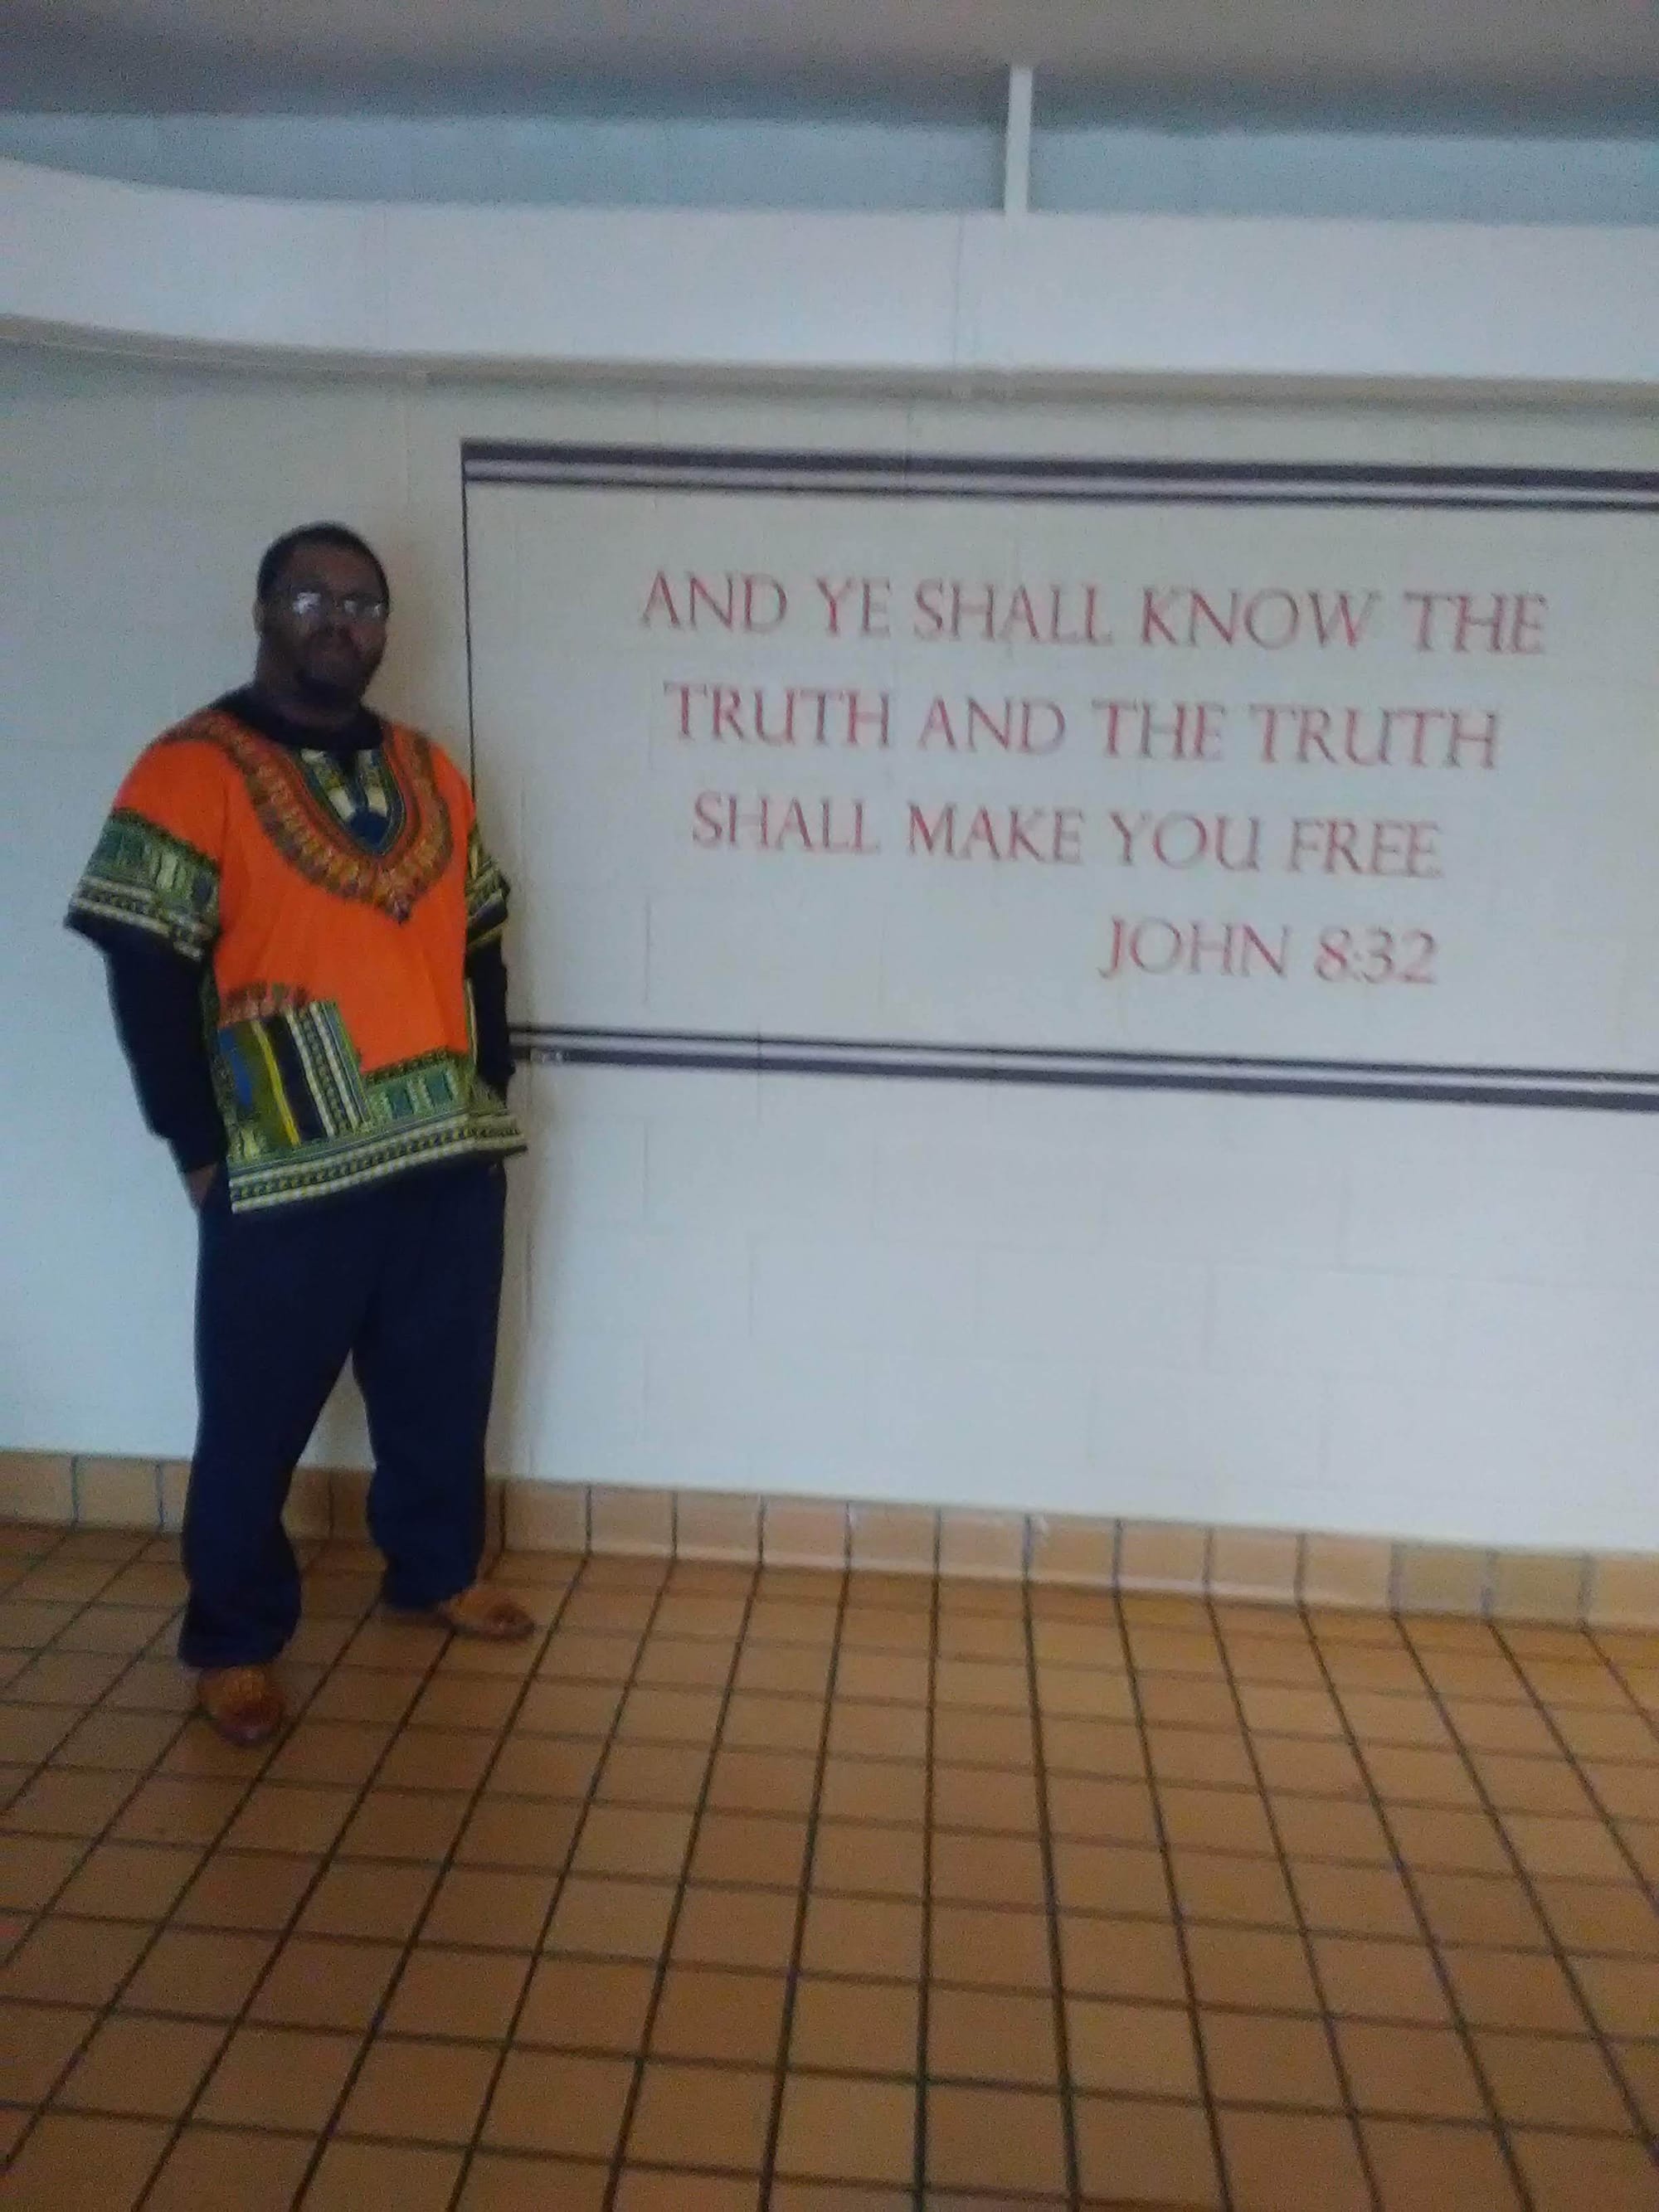 AND YE SHALL KNOW THE
TRUTH AND THE TRUTH
SHALL MAKE YOU FREE
JOHN 8:32